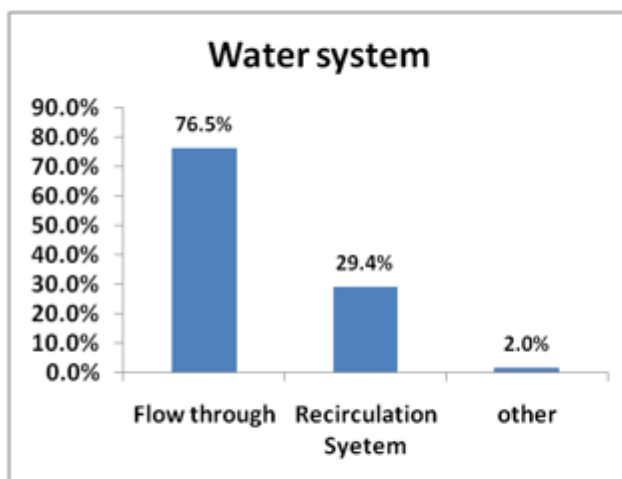 Water system
90.0%
80.0%
70.0%
60.0%
50.0%
40.0%
30.0%
20.0%
10.0%
0.0%
76.5%
29.4%
2.0%
Flow through
Recirculation
Syetem
other